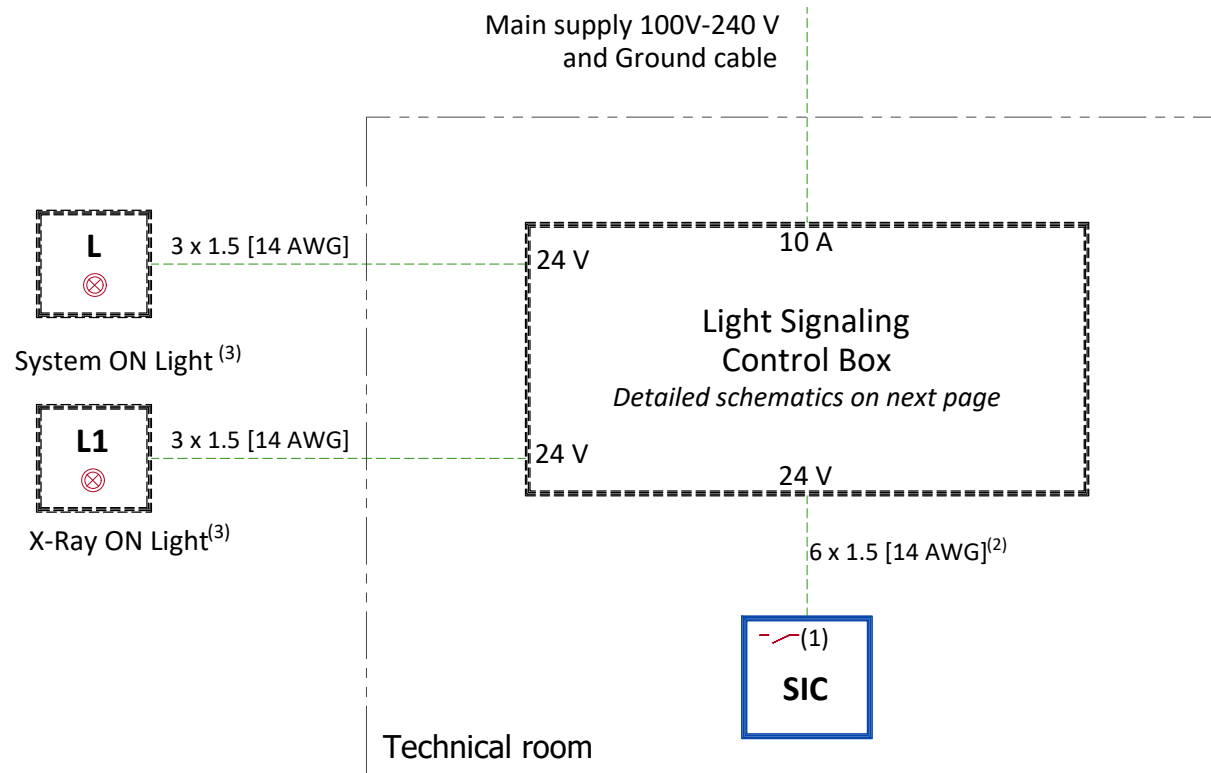 Main supply 100V-240 V
and Ground cable
L
3 x 1.5 [14 AWG]
24 V
10 A
System ON Light (3)
Light Signaling
Control Box
Detailed schematics on next page
L1
3 x 1.5 [14 AWG]
24 V
24 V
X-Ray ON Light(3)
6 x 1.5 [14 AWG](2)
(1)
SIC
Technical room